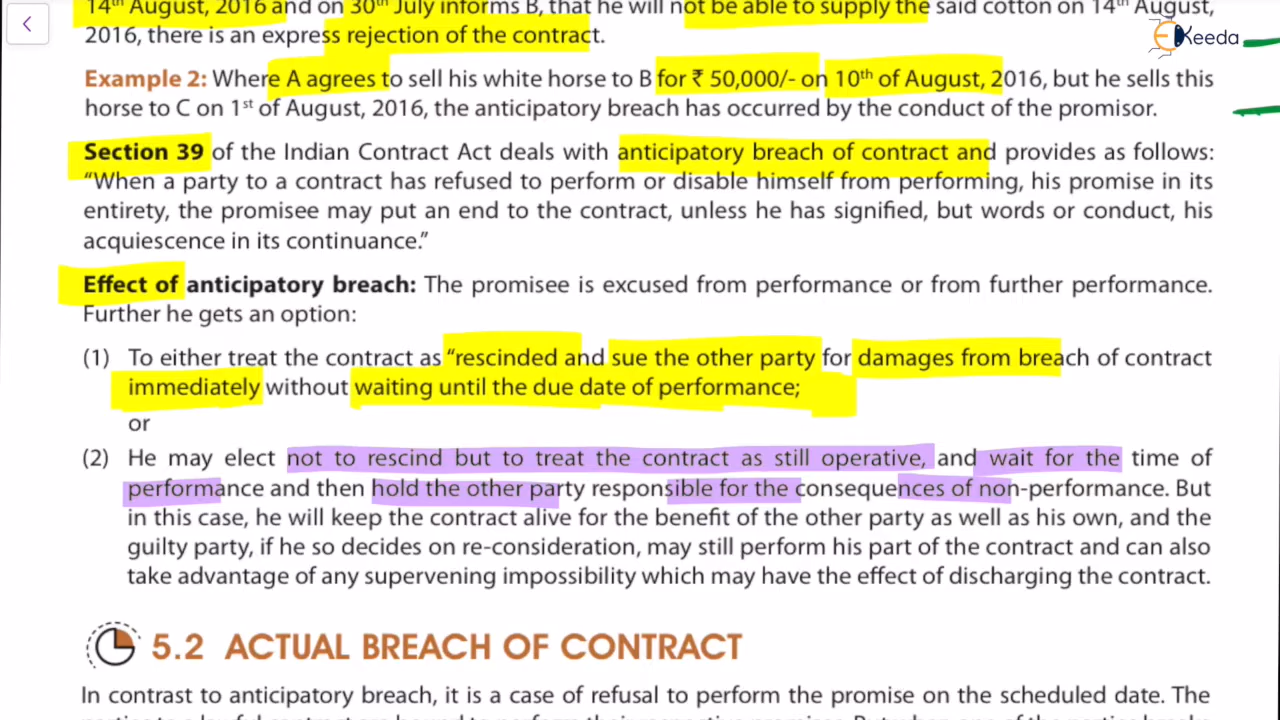 14th August, 2016 and on 30th July informs B, that he will not be able to supply the said cotton on 14th August,
2016, there is an express rejection of the contract.
Keeda
Example 2: Where A agrees to sell his white horse to B for ₹ 50,000/- on 10th of August, 2016, but he sells this
horse to C on 1st of August, 2016, the anticipatory breach has occurred by the conduct of the promisor.
Section 39 of the Indian Contract Act deals with anticipatory breach of contract and provides as follows:
“When a party to a contract has refused to perform or disable himself from performing, his promise in its
entirety, the promisee may put an end to the contract, unless he has signified, but words or conduct, his
acquiescence in its continuance.”
Effect of anticipatory breach: The promisee is excused from performance or from further performance.
Further he gets an option:
(1) To either treat the contract as “rescinded and sue the other party for damages from breach of contract
immediately without waiting until the due date of performance;
or
(2) He may elect not to rescind but to treat the contract as still operative, and wait for the time of
performance and then hold the other party responsible for the consequences of non-performance. But
in this case, he will keep the contract alive for the benefit of the other party as well as his own, and the
guilty party, if he so decides on re-consideration, may still perform his part of the contract and can also
take advantage of any supervening impossibility which may have the effect of discharging the contract.
5.2 ACTUAL BREACH OF CONTRACT
In contrast to anticipatory breach, it is a case of refusal to perform the promise on the scheduled date. The